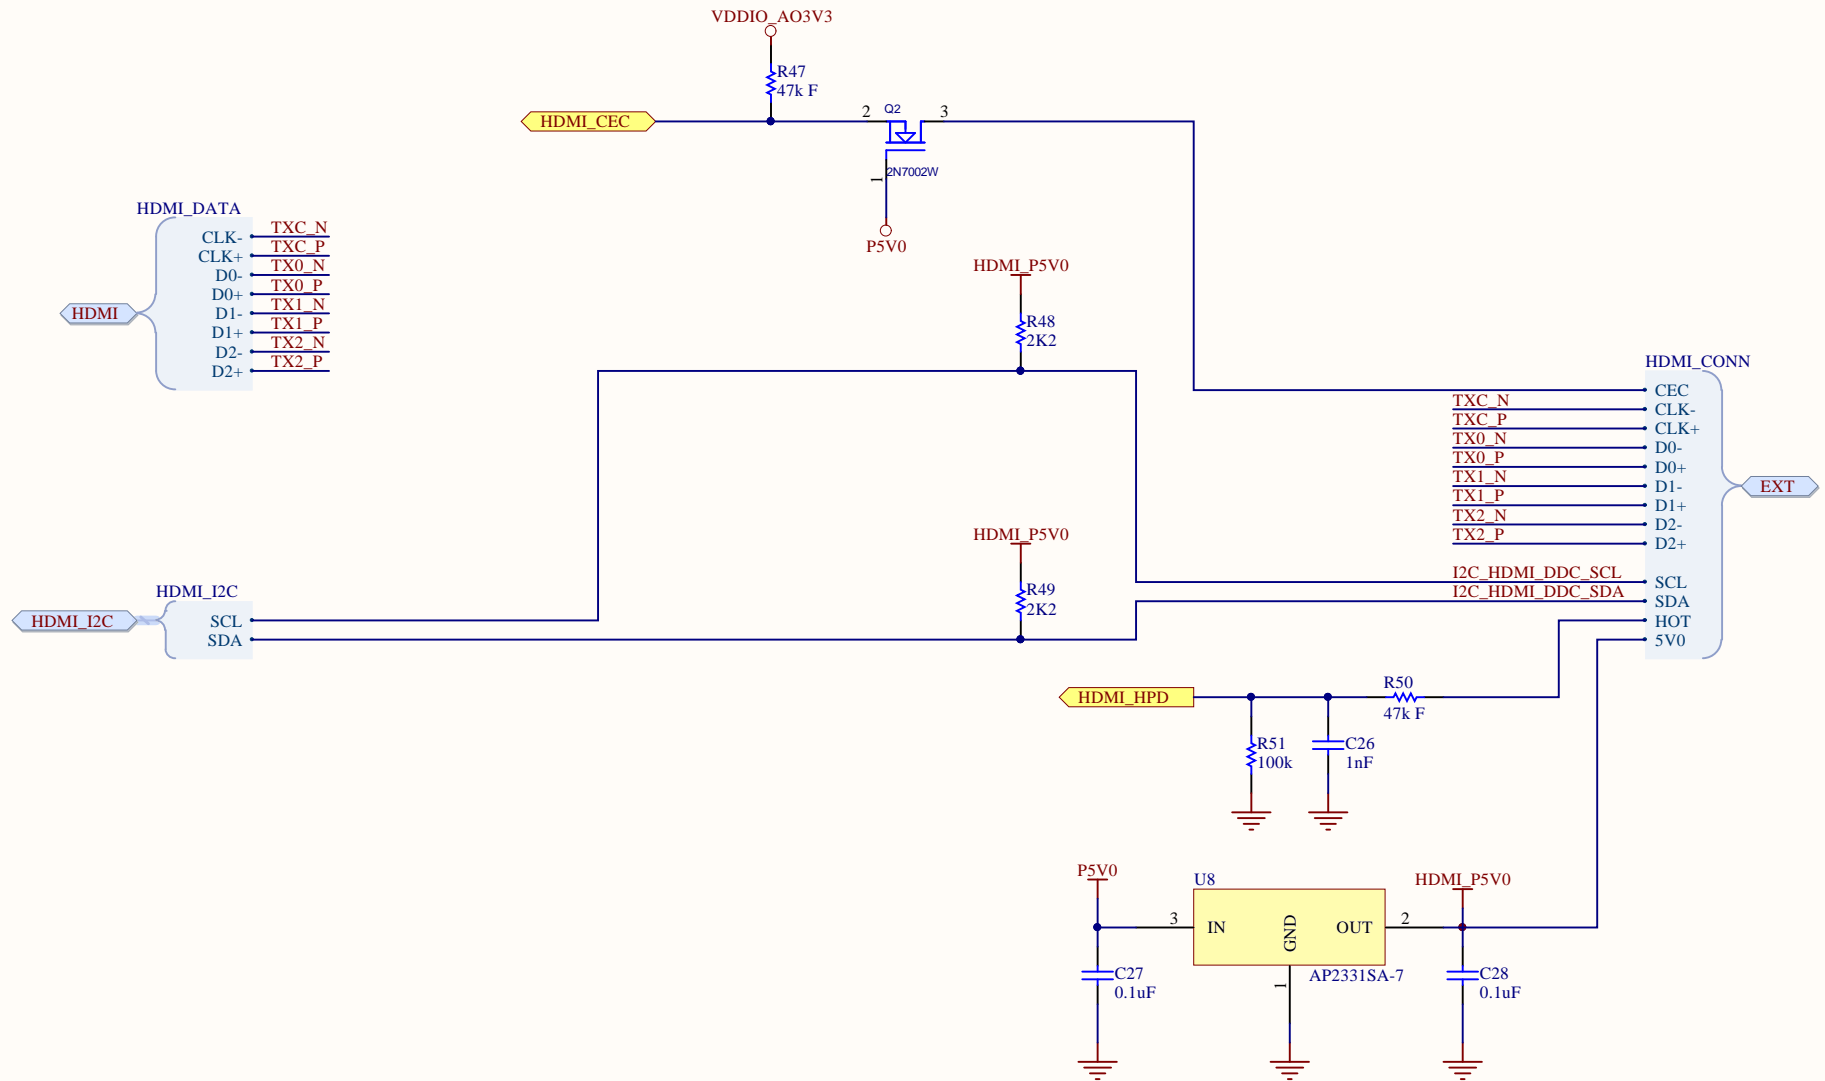 VDDIO_AO3V3
R47
47k F
HDMI_CEC
2
Q2
3
2N7002W
1
P5V0
HDMI_DATA
CLK-
TXC_N
CLK+
TXC_P
D0-
TX0_N
D0+
TX0_P
D1-
TX1_N
D1+
TX1_P
D2-
TX2_N
D2+
TX2_P
HDMI
HDMI_P5V0
R48
2K2
HDMI_CONN
CEC
TXC_N
CLK-
TXC_P
CLK+
TX0_N
D0-
TX0_P
D0+
TX1_N
D1-
TX1_P
D1+
TX2_N
D2-
TX2_P
D2+
EXT
I2C_HDMI_DDC_SCL
SCL
I2C_HDMI_DDC_SDA
SDA
HOT
5V0
HDMI_P5V0
R49
2K2
HDMI_I2C
HDMI_I2C
SCL
SDA
HDMI_HPD
R50
47k F
R51
100k
C26
1nF
P5V0
U8
HDMI_P5V0
3
IN
GND
OUT
2
1
AP2331SA-7
C27
0.1uF
C28
0.1uF